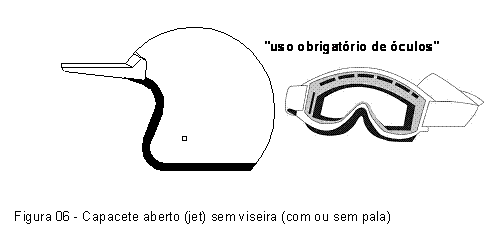 "uso obrigatório de óculos"
Figura 06 - Capacete aberto (jet) sem viseira (com ou sem pala)